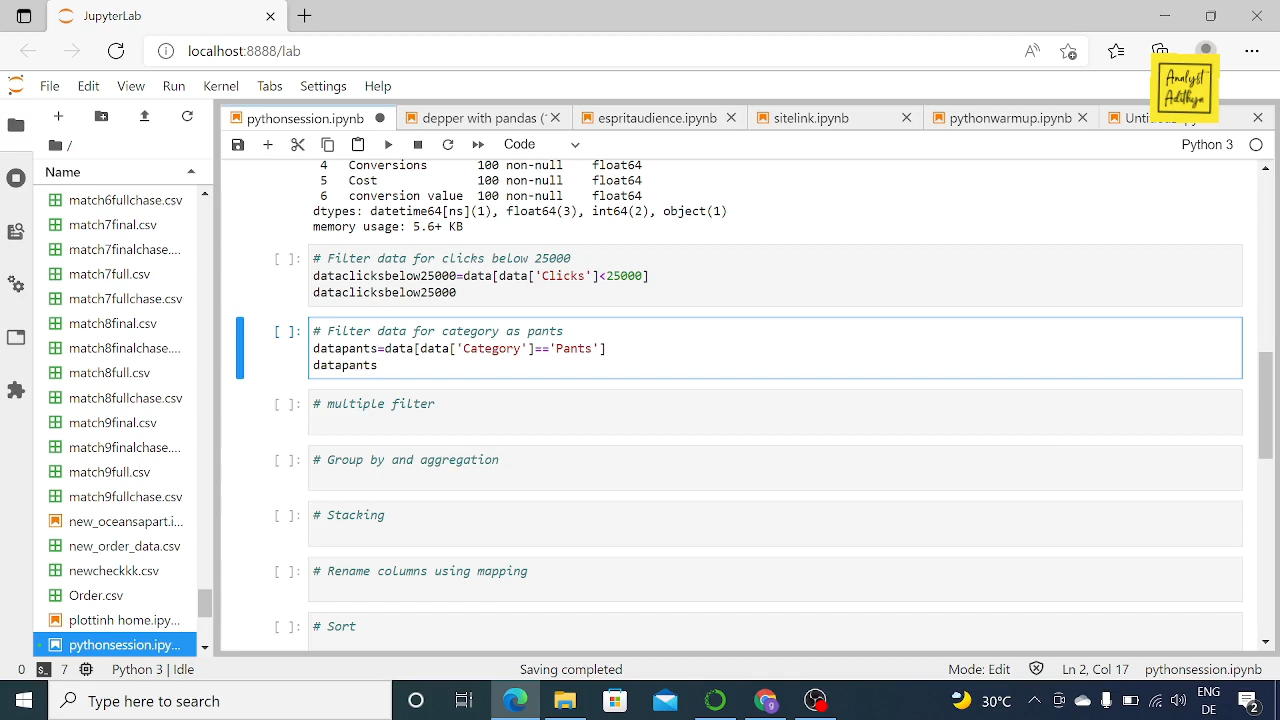 JupyterLab
localhost:8888/lab
File Edit View Run Kernel Tabs Settings Help
Analyst
Adithya
pythonsession.ipynb
depper with pandas (
espritaudience.ipynb
sitelink.ipynb
pythonwarmup.ipynb
Code
Python 3
/
Name
match6fullchase.csv
match7final.csv
match7finalchase....
match7full.csv
match7fullchase.csv
match8final.csv
match8finalchase....
match8full.csv
match8fullchase.csv
match9final.csv
match9finalchase....
match9full.csv
match9fullchase.csv
new_oceansapart.i...
new_order_data.csv
newcheckkk.csv
Order.csv
plottinh home.ipy...
pythonsession.ipy...
4 Conversions 100 non-null float64
5 Cost 100 non-null float64
6 conversion value 100 non-null float64
dtypes: datetime64[ns](1), float64(3), int64(2), object(1)
memory usage: 5.6+ KB
[ ]: # Filter data for clicks below 25000
dataclicksbelow25000=data[data['Clicks']<25000]
dataclicksbelow25000
[ ]: # Filter data for category as pants
datapants=data[data['Category']=='Pants']
datapants
[ ]: # multiple filter
[ ]: # Group by and aggregation
[ ]: # Stacking
[ ]: # Rename columns using mapping
[ ]: # Sort
0 7 Python 3 | Idle
Saving completed
Mode: Edit
Ln 2, Col 17
pythonsession.ipynb
Type here to search
30°C
ENG
DE
2